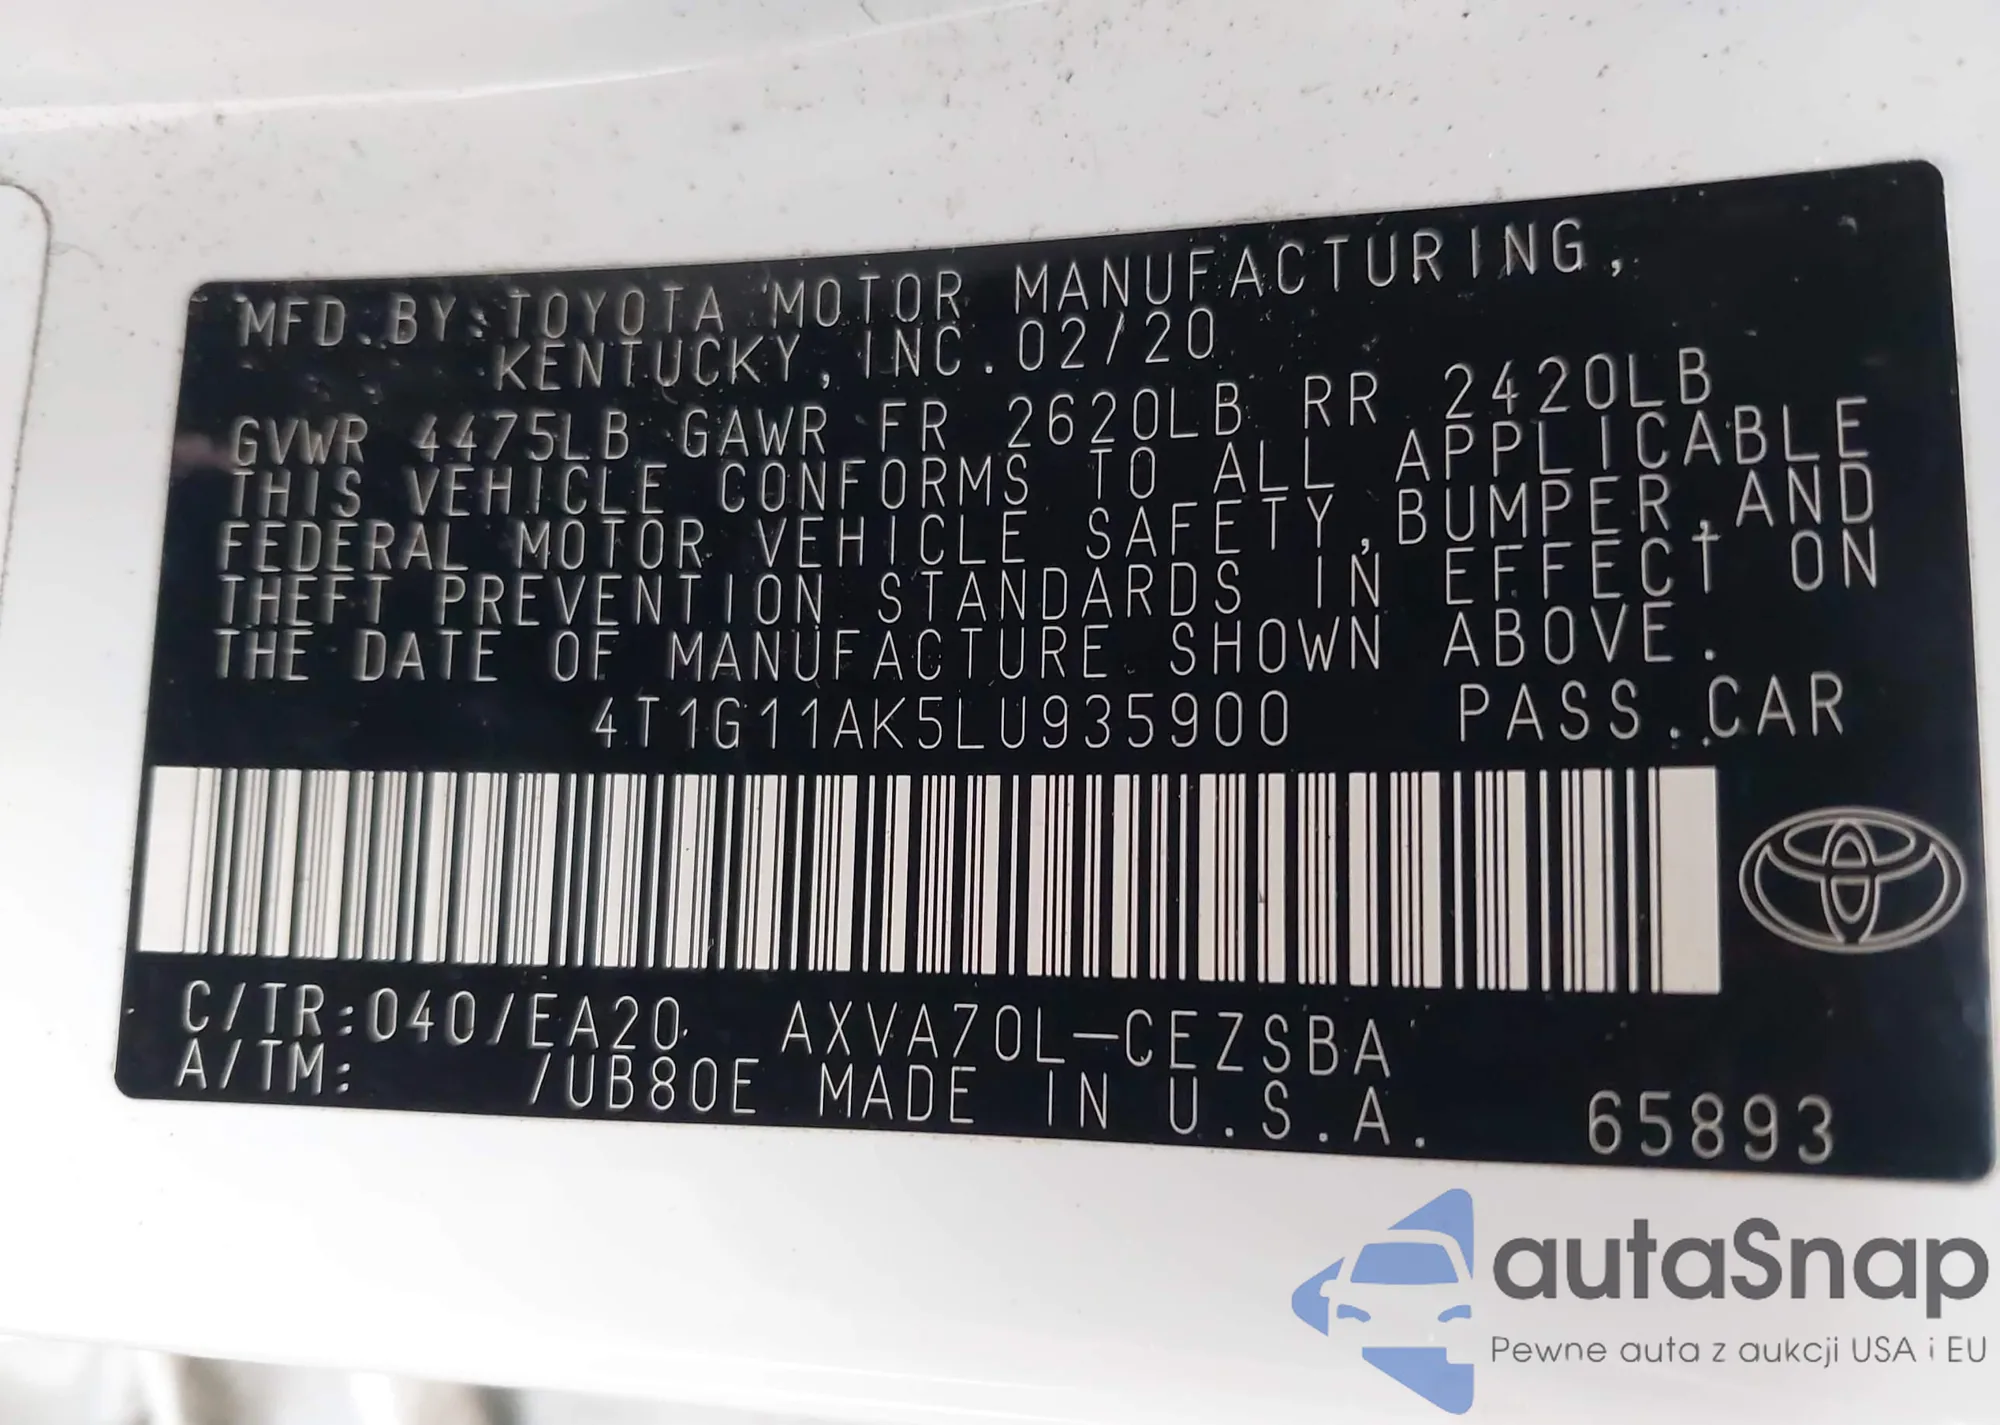 MFD.BY:TOYOTA MOTOR MANUFACTURING,
KENTUCKY,INC.02/20
GVWR 4475LB GAWR FR 2620LB RR 2420LB
THIS VEHICLE CONFORMS TO ALL APPLICABLE
FEDERAL MOTOR VEHICLE SAFETY,BUMPER,AND
THEFT PREVENTION STANDARDS IN EFFECT ON
THE DATE OF MANUFACTURE SHOWN ABOVE.
4T1G11AK5LU935900 PASS.CAR
C/TR:040/EA20 AXVA70L-CEZSBA
A/TM: /UB80E MADE IN U.S.A. 65893
autaSnap
Pewne auta z aukcji USA i EU